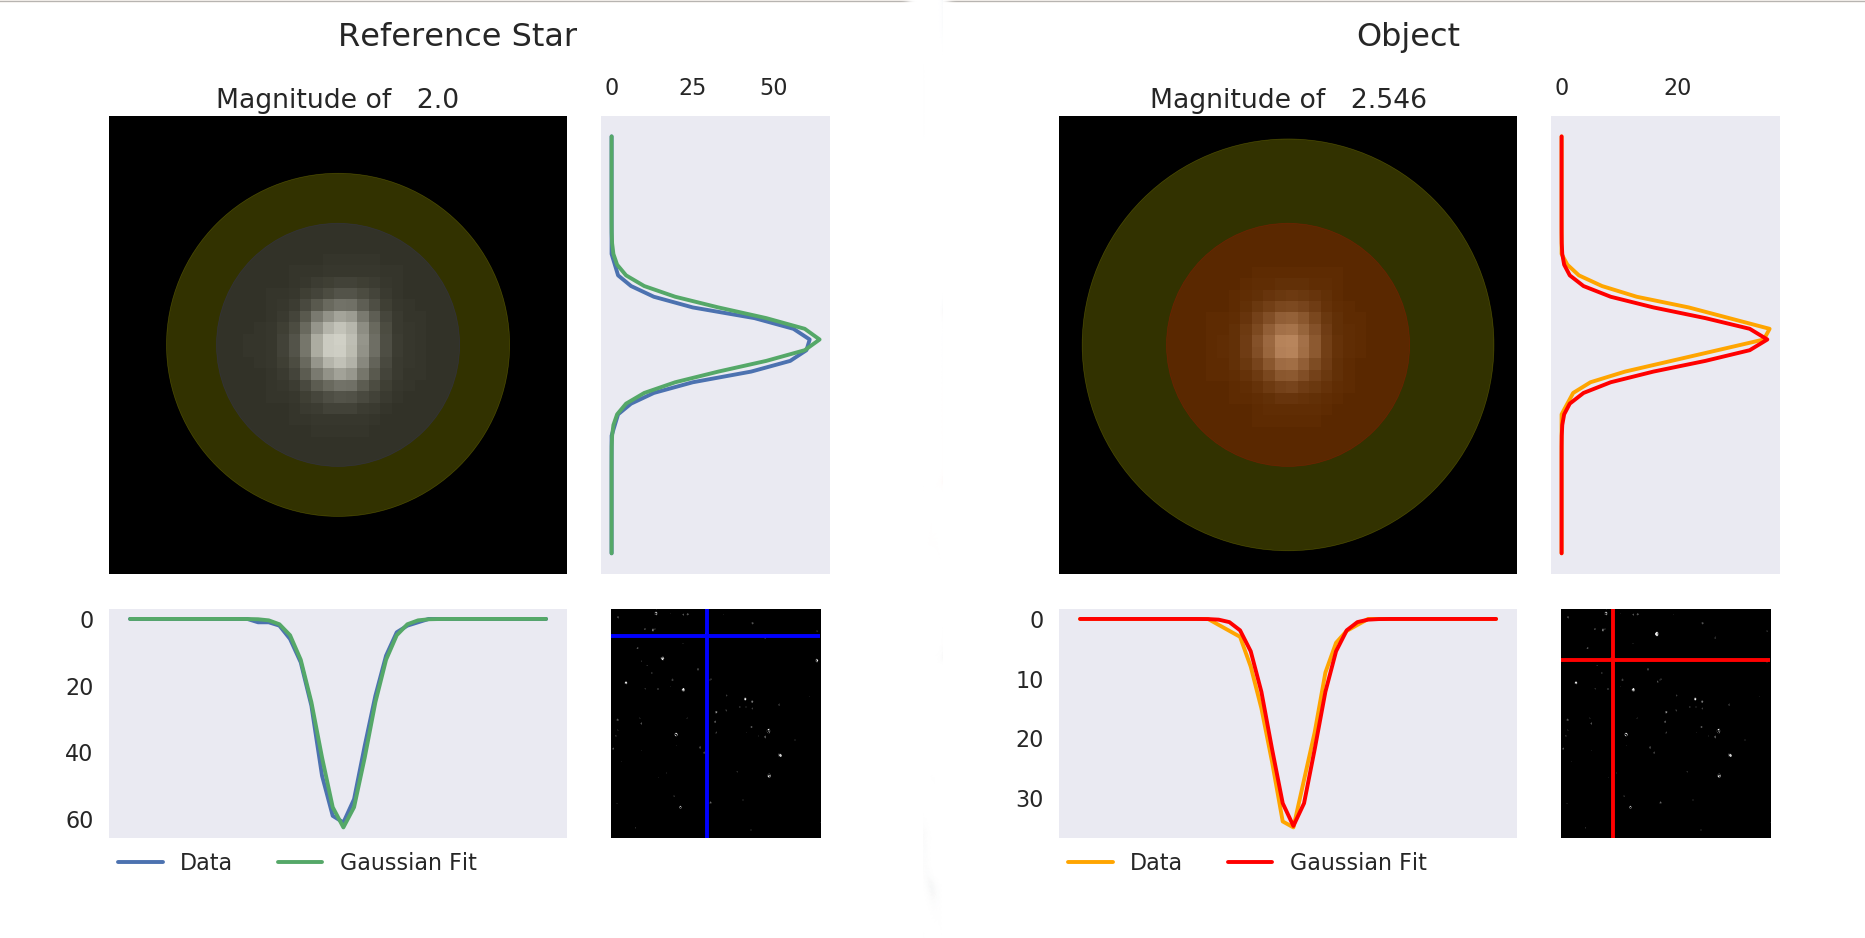 Reference Star
Magnitude of 2.0
0 25 50
0
20
40
60
Data Gaussian Fit
Object
Magnitude of 2.546
0 20
0
10
20
30
Data Gaussian Fit